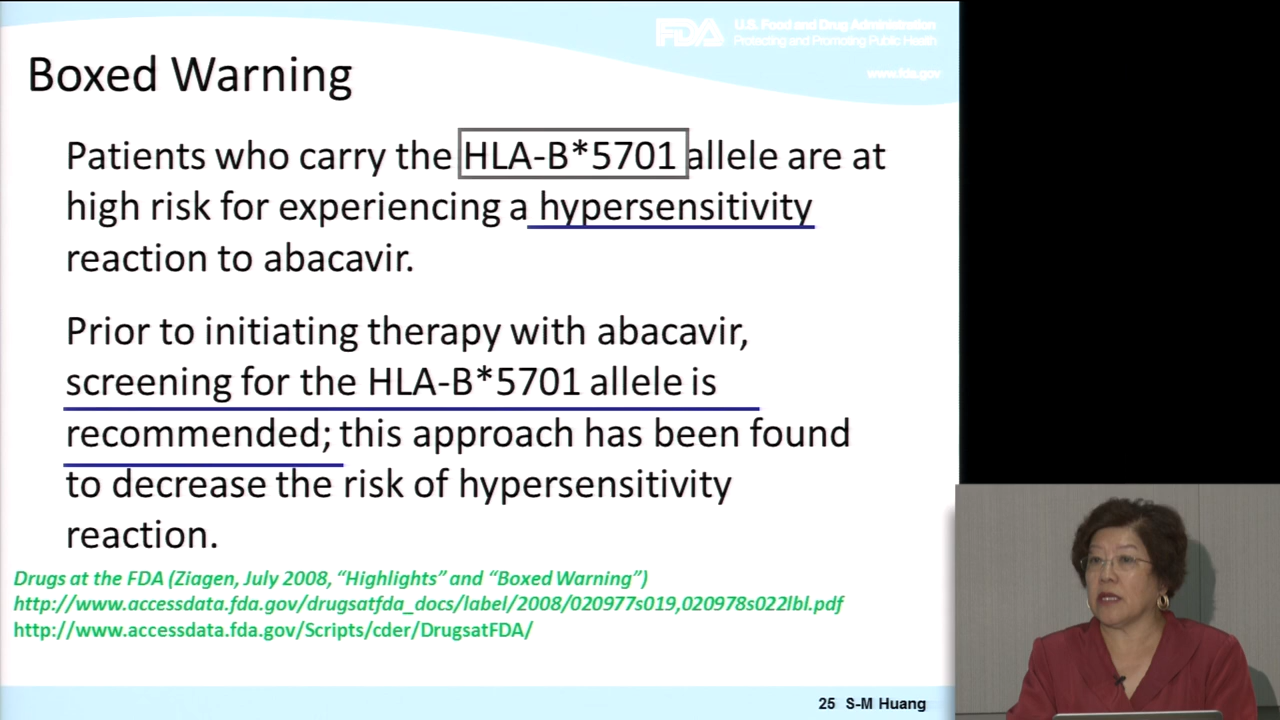 FDA U.S. Food and Drug Administration
Protecting and Promoting Public Health
www.fda.gov
Boxed Warning
Patients who carry the HLA-B*5701 allele are at
high risk for experiencing a hypersensitivity
reaction to abacavir.
Prior to initiating therapy with abacavir,
screening for the HLA-B*5701 allele is
recommended; this approach has been found
to decrease the risk of hypersensitivity
reaction.
Drugs at the FDA (Ziagen, July 2008, “Highlights” and “Boxed Warning”)
http://www.accessdata.fda.gov/drugsatfda_docs/label/2008/020977s019,020978s022lbl.pdf
http://www.accessdata.fda.gov/Scripts/cder/DrugsatFDA/
25 S-M Huang